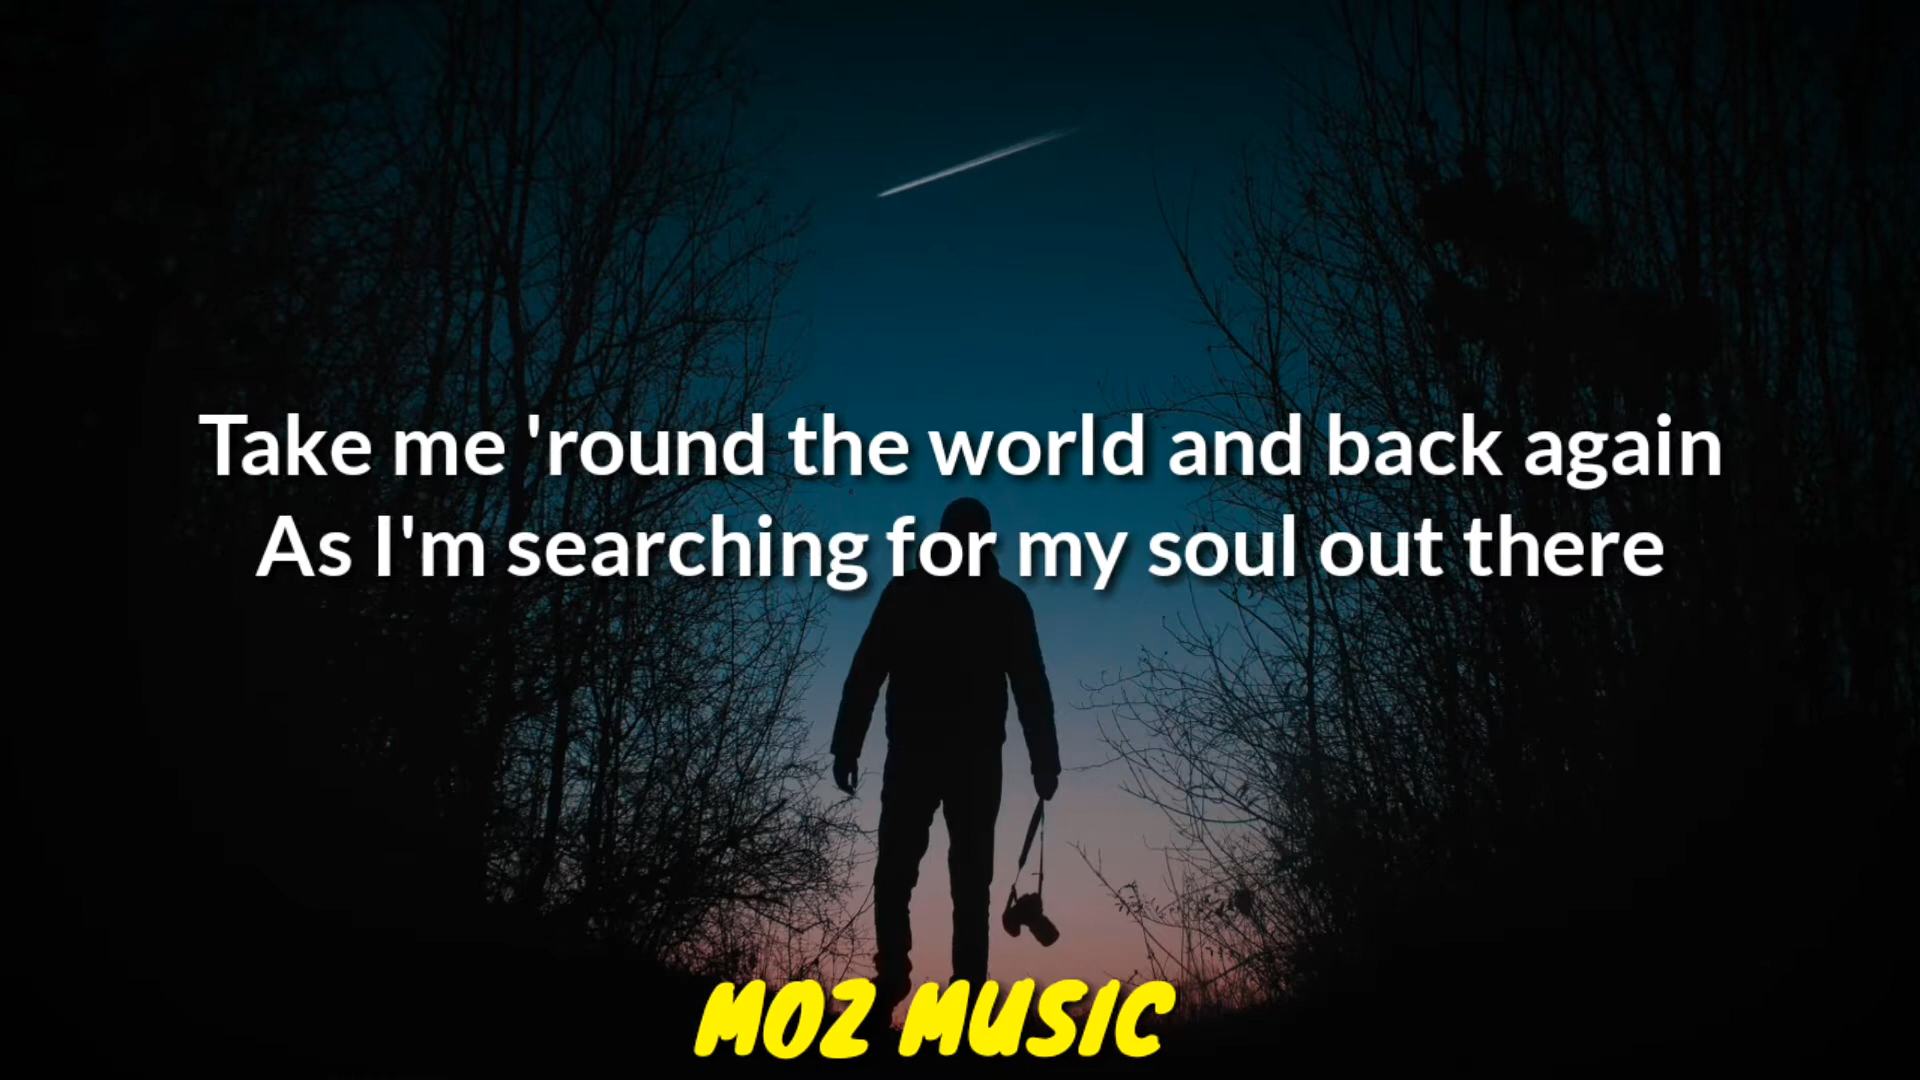 Take me 'round the world and back again
As I'm searching for my soul out there
MOZ MUSIC